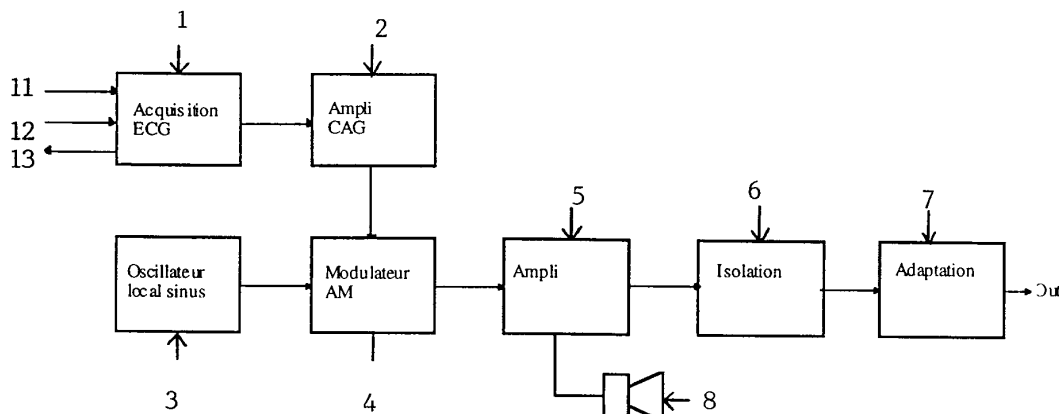 1
2
11
12
13
Acquisition
ECG
Ampli
CAG
5
6
7
Oscillateur
local sinus
Modulateur
AM
Ampli
Isolation
Adaptation
Out
3
4
8